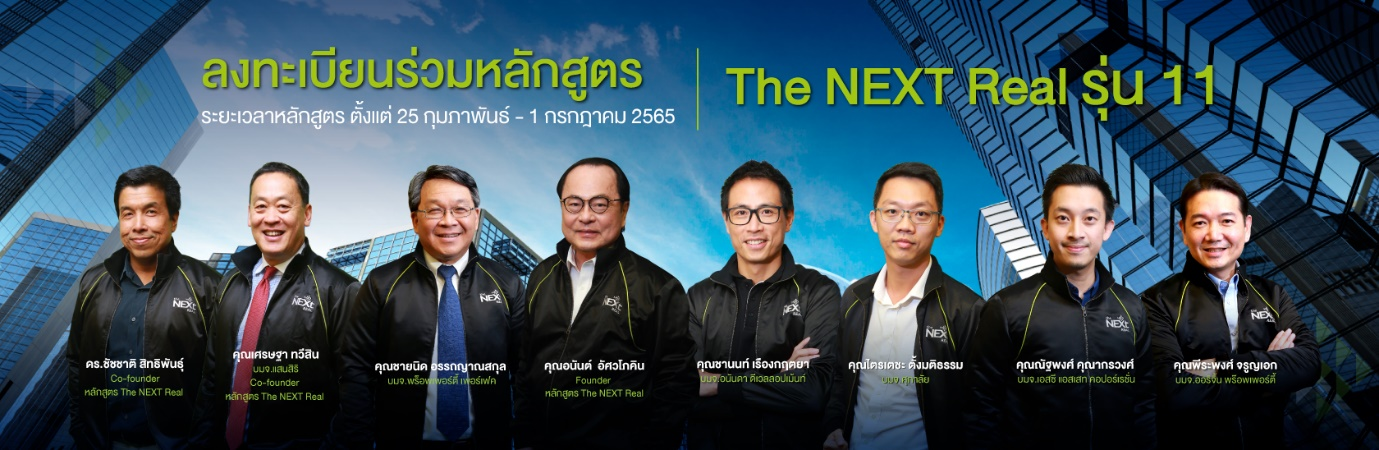 ลงทะเบียนร่วมหลักสูตร
ระยะเวลาหลักสูตร ตั้งแต่ 25 กุมภาพันธ์ - 1 กรกฎาคม 2565
The NEXT Real รุ่น 11
ดร.ชัชชาติ สิทธิพันธุ์
Co-founder
หลักสูตร The NEXT Real
คุณเศรษฐา ทวีสิน
บมจ.แสนสิริ
Co-founder
หลักสูตร The NEXT Real
คุณชายนิด อรรถญาณสกุล
บมจ.พร็อพเพอร์ตี้ เพอร์เฟค
คุณอนันต์ อัศวโภคิน
Founder
หลักสูตร The NEXT Real
คุณชานนท์ เรืองกฤตยา
บมจ.อนันดา ดีเวลลอปเม้นท์
คุณไตรเตชะ ตั้งมติธรรม
บมจ.ศุภาลัย
คุณณัฐพงศ์ คุณากรวงศ์
บมจ.เอสซี แอสเสท คอปอร์เรชั่น
คุณพีระพงศ์ จรูญเอก
บมจ.ออริจิ้น พร็อพเพอร์ตี้
NEXt
NEXt
NEXt
NEXt
NEXt
NEXt
NEXt
NEXt